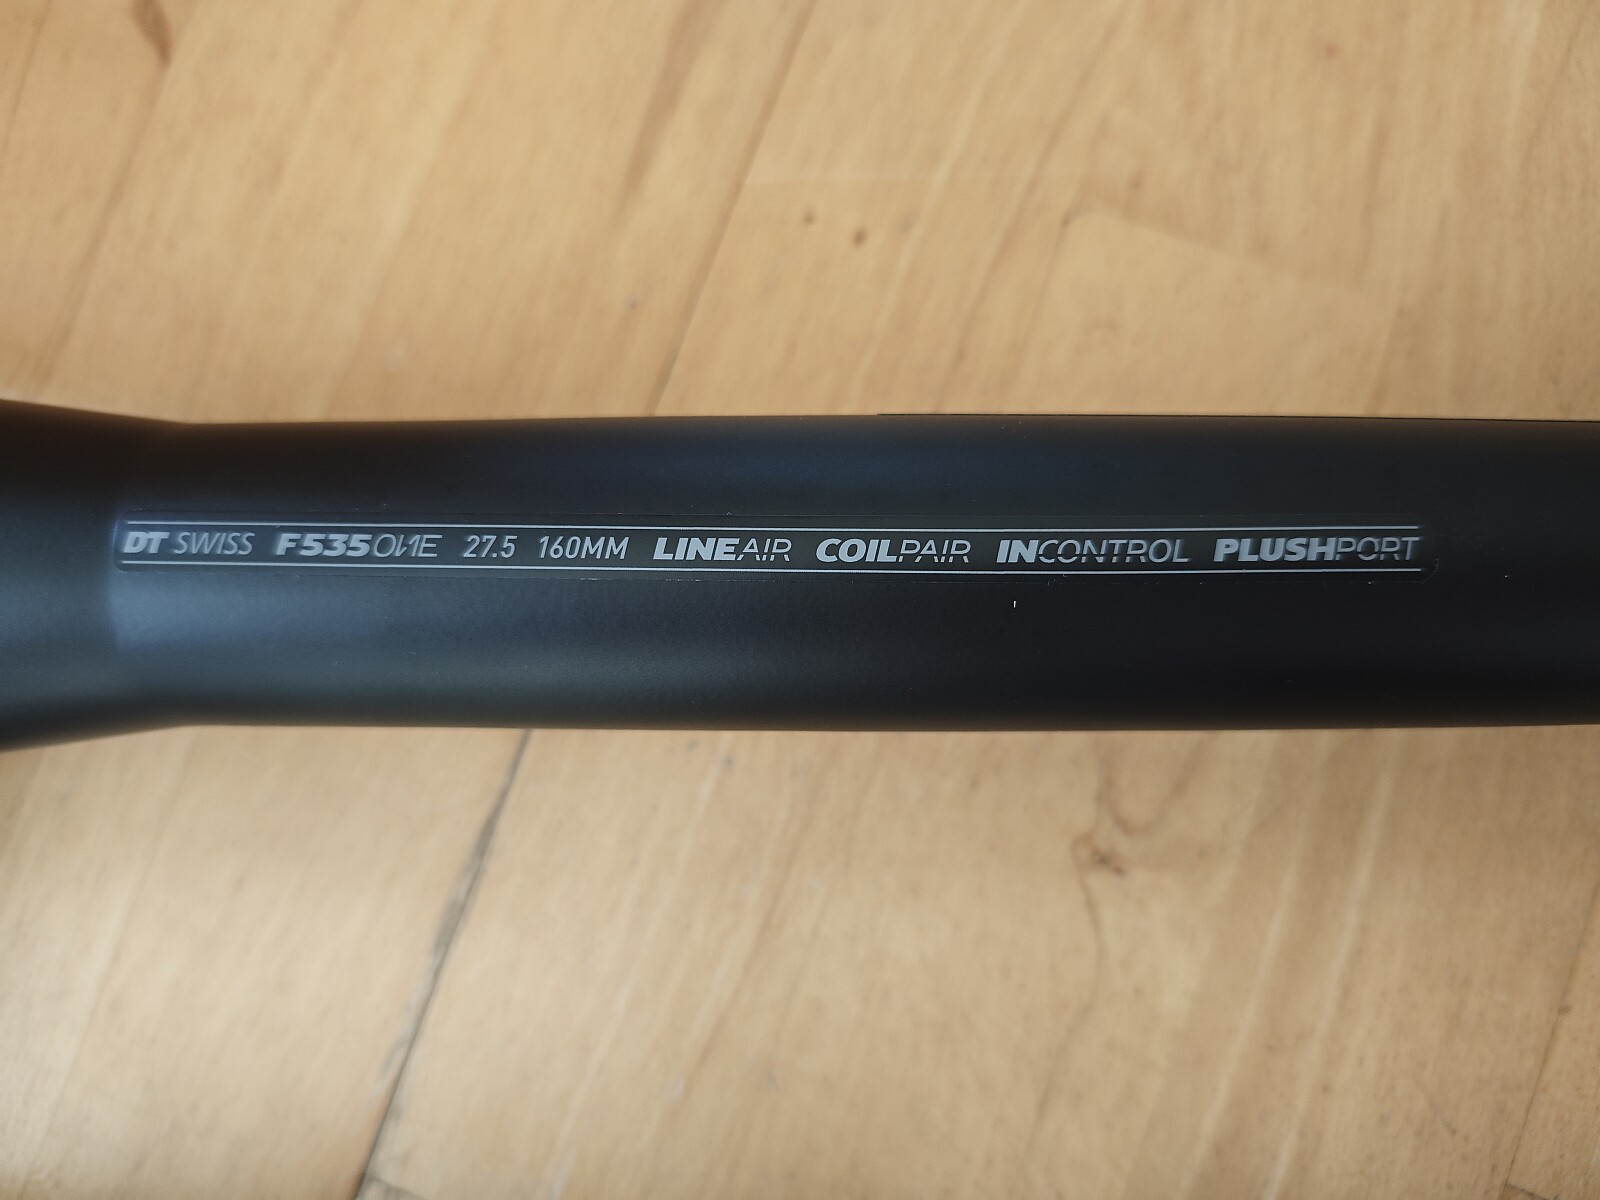 DT SWISS F535 ONE 27.5 160MM LINEAIR COILPAIR INCONTROL PLUSHPORT